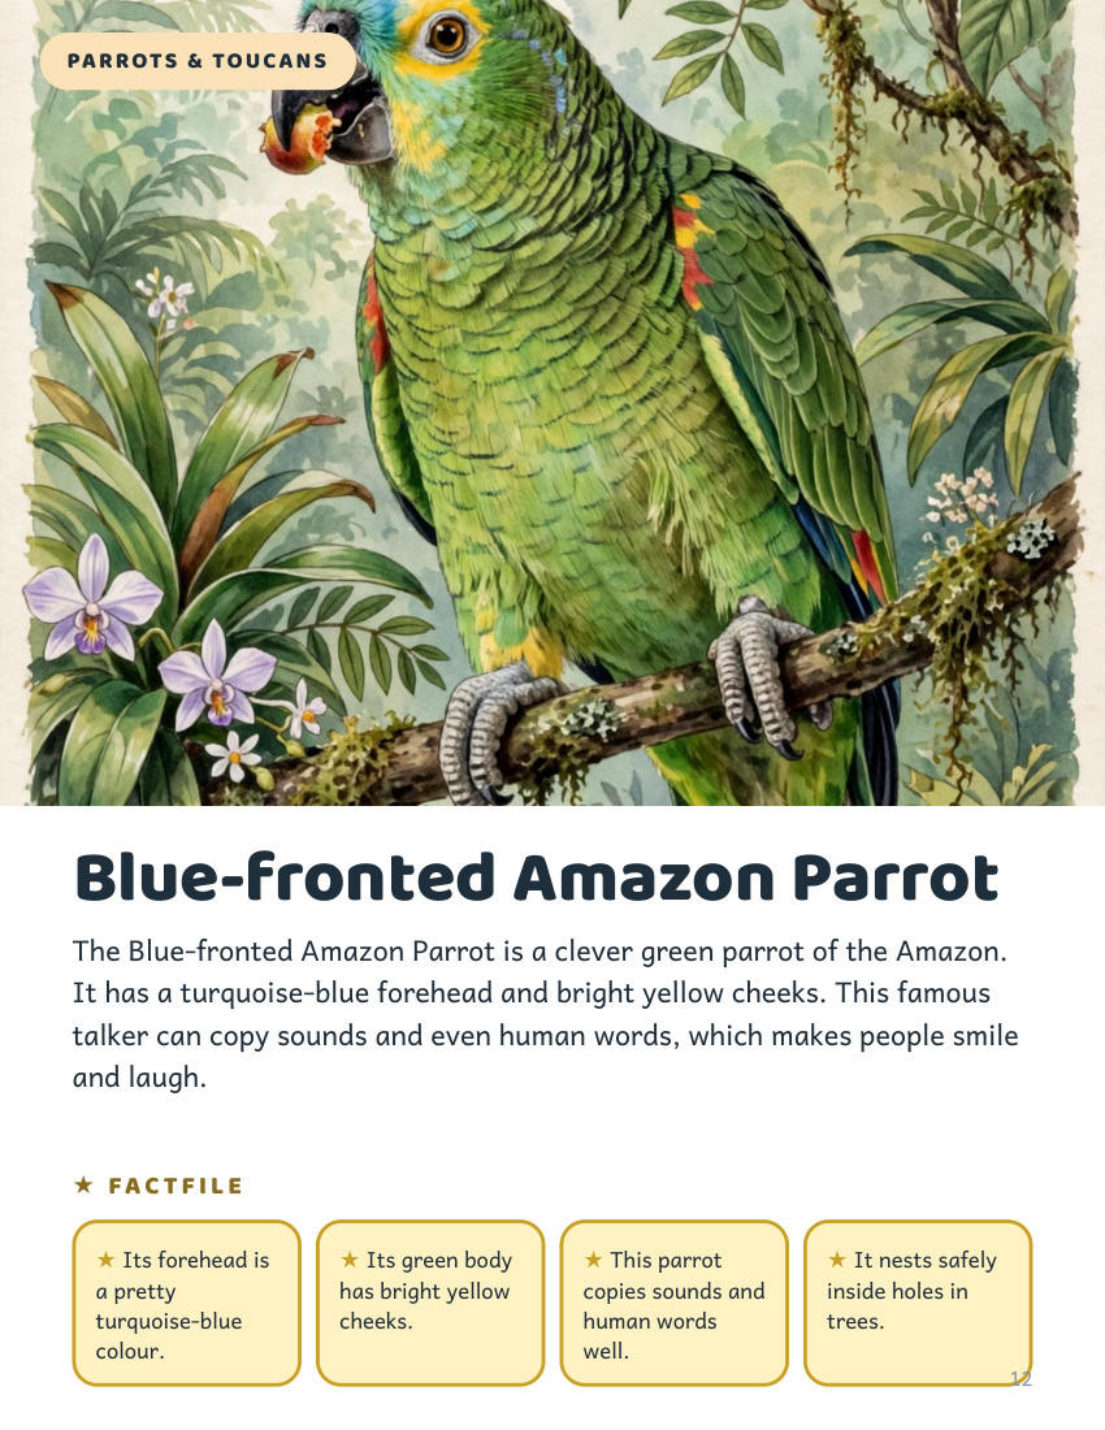 PARROTS & TOUCANS
Blue-fronted Amazon Parrot
The Blue-fronted Amazon Parrot is a clever green parrot of the Amazon.
It has a turquoise-blue forehead and bright yellow cheeks. This famous
talker can copy sounds and even human words, which makes people smile
and laugh.
★ FACTFILE
★ Its forehead is
a pretty
turquoise-blue
colour.
★ Its green body
has bright yellow
cheeks.
★ This parrot
copies sounds and
human words
well.
★ It nests safely
inside holes in
trees.
12